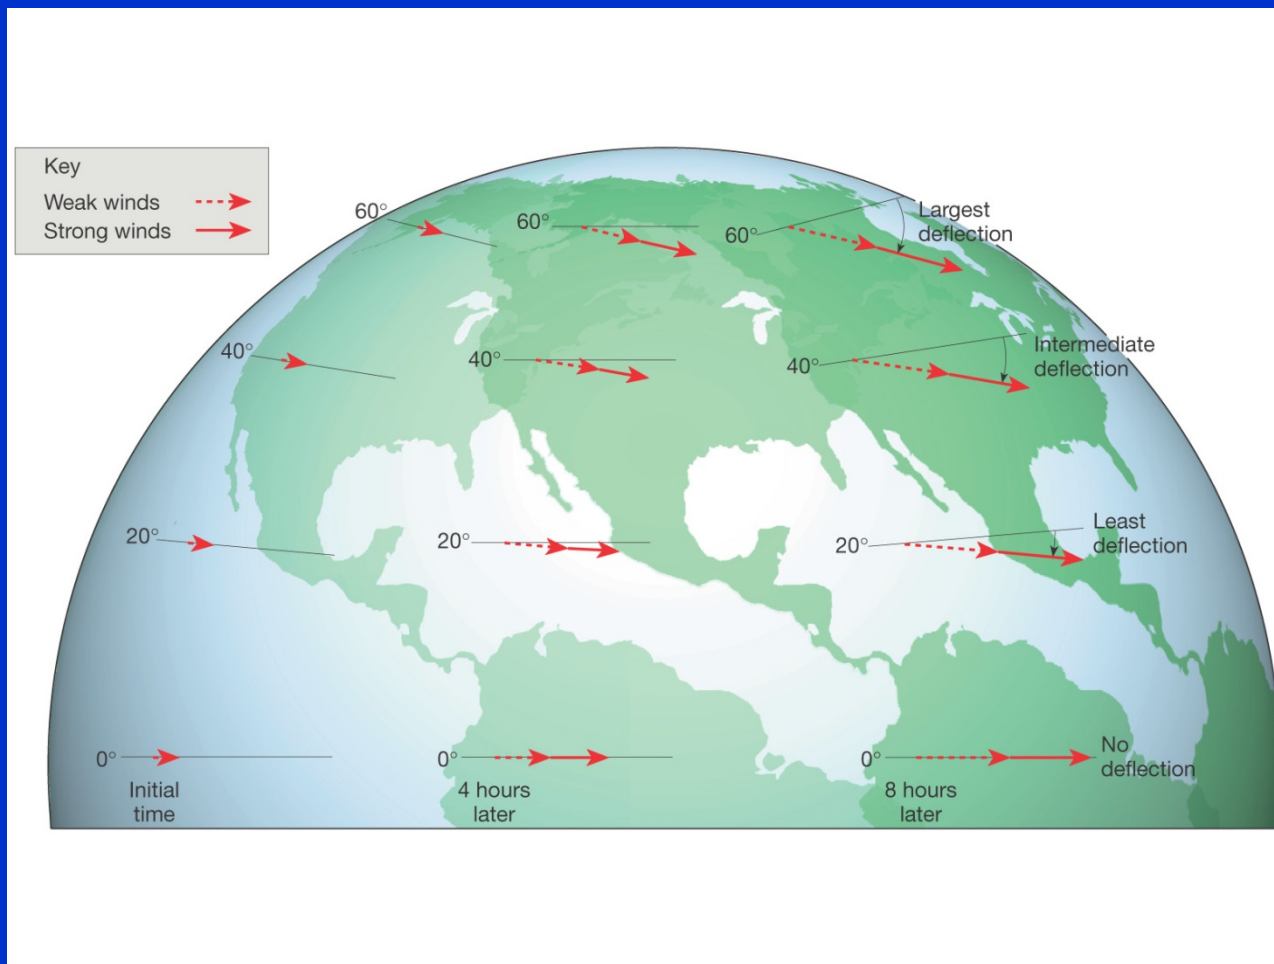 Key
Weak winds
Strong winds
60°
60°
60°
Largest
deflection
40°
40°
40°
Intermediate
deflection
20°
20°
20°
Least
deflection
0°
0°
0°
No
deflection
Initial
time
4 hours
later
8 hours
later